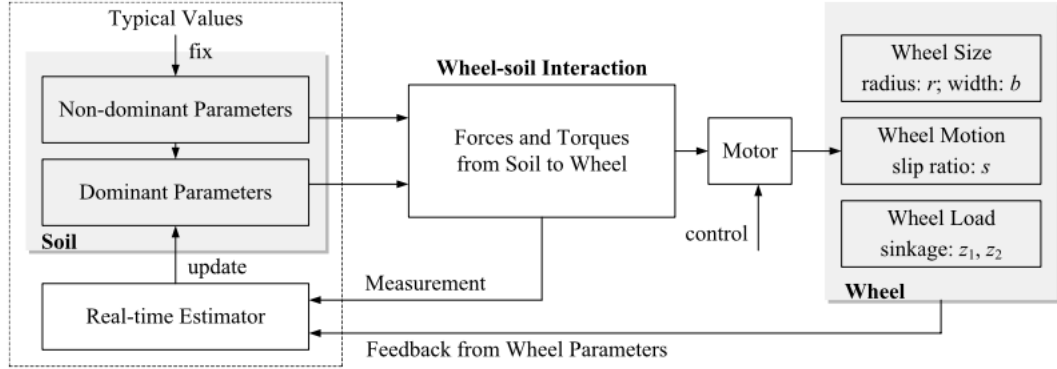 Typical Values
fix
Non-dominant Parameters
Dominant Parameters
Soil
update
Real-time Estimator
Wheel-soil Interaction
Forces and Torques
from Soil to Wheel
Measurement
Feedback from Wheel Parameters
Motor
control
Wheel Size
radius: r; width: b
Wheel Motion
slip ratio: s
Wheel Load
sinkage: z₁, z₂
Wheel